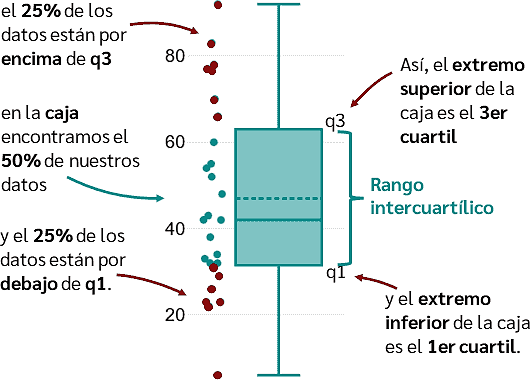 el 25% de los
datos están por
encima de q3
80
Así, el extremo
superior de la
caja es el 3er
cuartil
q3
en la caja
encontramos el
50% de nuestros
datos
60
Rango
intercuartílico
40
y el 25% de los
datos están por
debajo de q1.
q1
20
y el extremo
inferior de la caja
es el 1er cuartil.